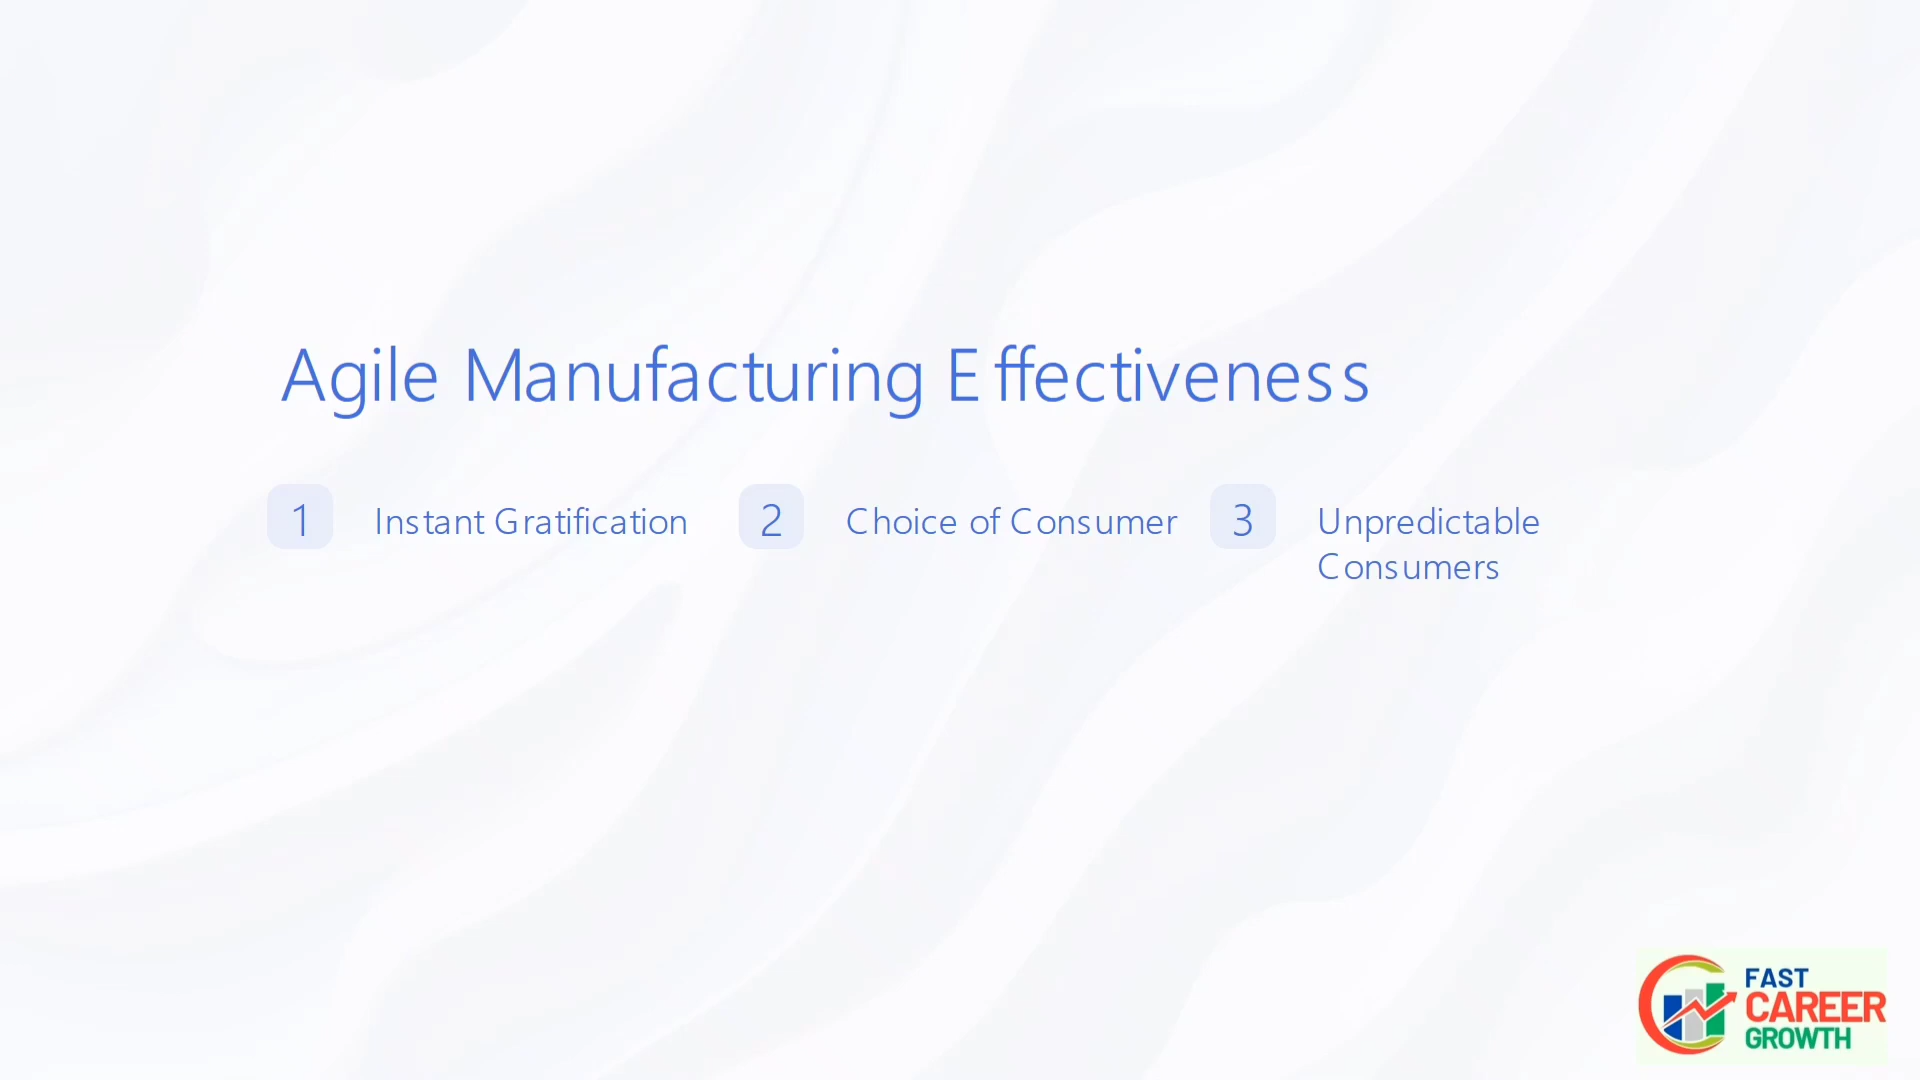 Agile Manufacturing Effectiveness
1 Instant Gratification 2 Choice of Consumer 3 Unpredictable
Consumers
FAST
CAREER
GROWTH